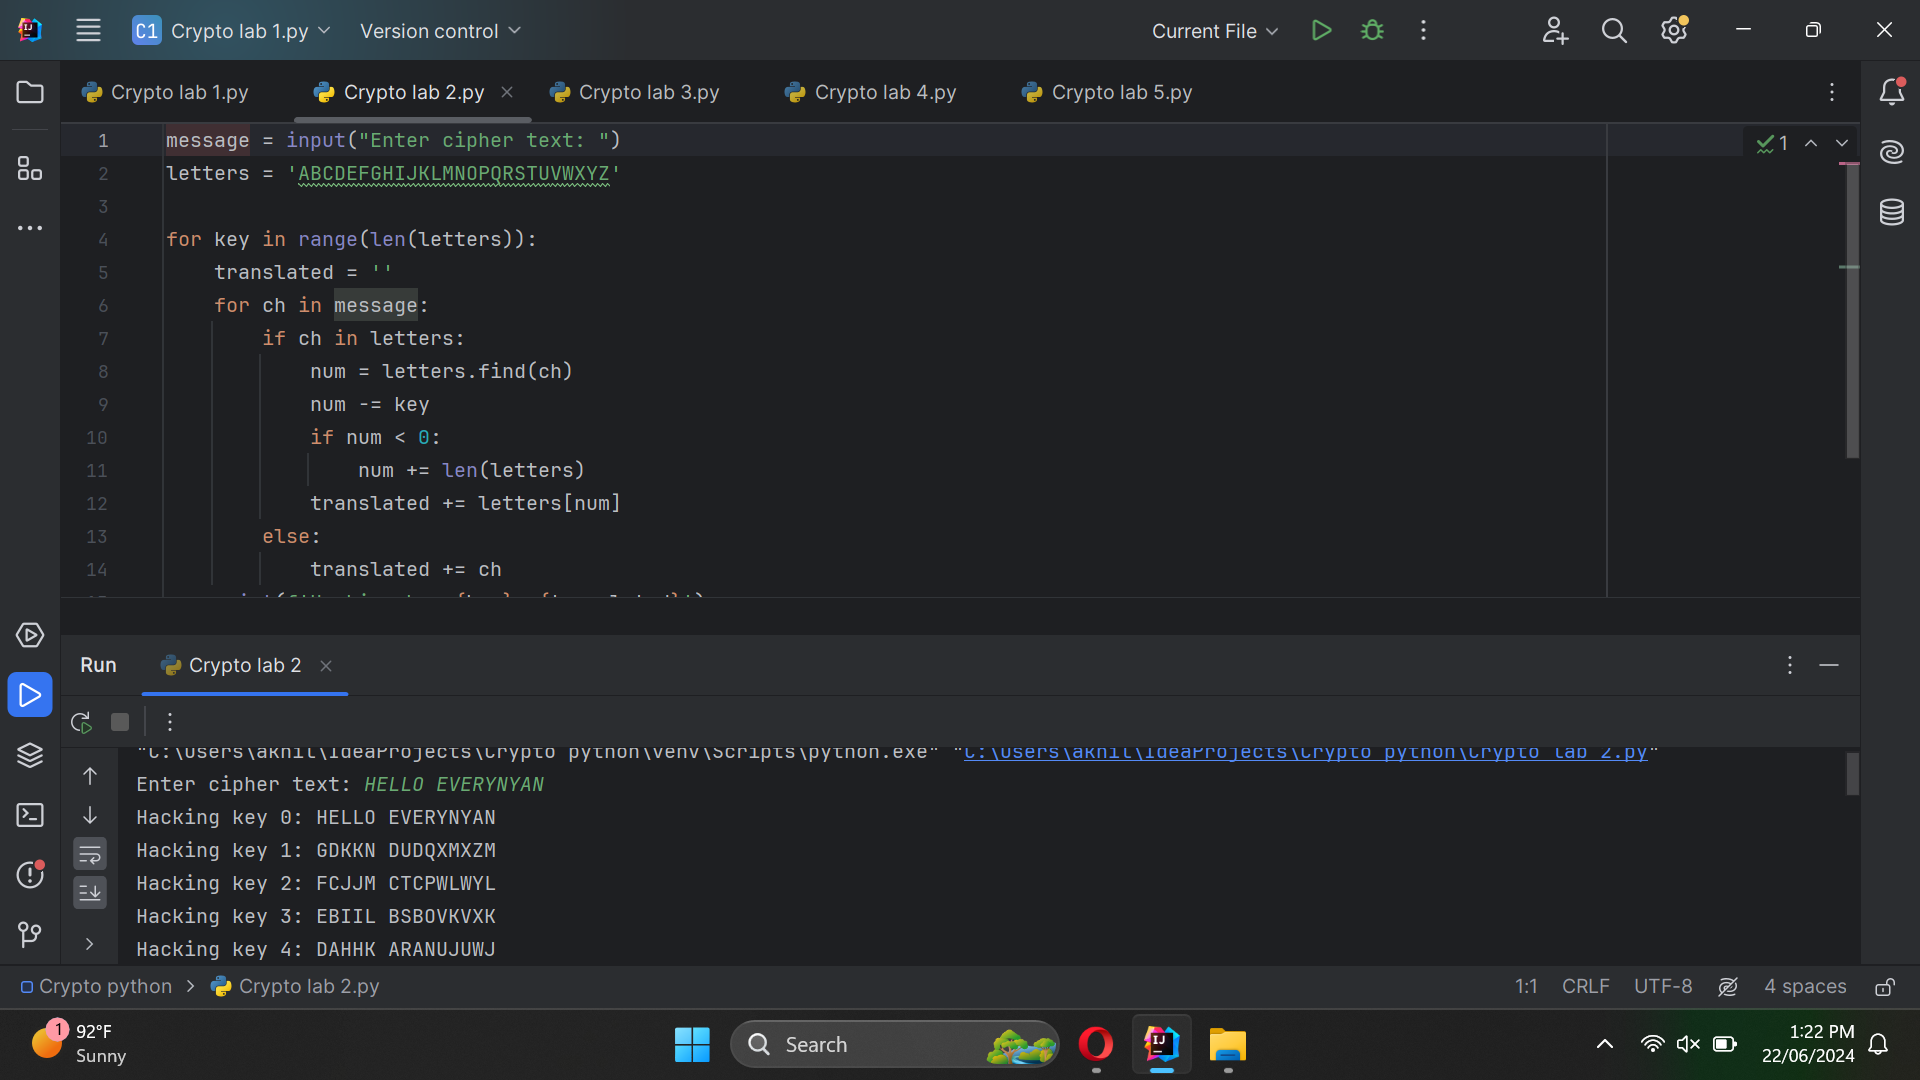 C1 Crypto lab 1.py Version control Current File
Crypto lab 1.py Crypto lab 2.py Crypto lab 3.py Crypto lab 4.py Crypto lab 5.py
1 message = input("Enter cipher text: ")
1
2 letters = 'ABCDEFGHIJKLMNOPQRSTUVWXYZ'
3
4 for key in range(len(letters)):
5 translated = ''
6 for ch in message:
7 if ch in letters:
8 num = letters.find(ch)
9 num -= key
10 if num < 0:
11 num += len(letters)
12 translated += letters[num]
13 else:
14 translated += ch
Run Crypto lab 2
"C:\Users\akhil\IdeaProjects\Crypto python\venv\Scripts\python.exe" "C:\Users\akhil\IdeaProjects\Crypto python\Crypto lab 2.py"
Enter cipher text: HELLO EVERYNYAN
Hacking key 0: HELLO EVERYNYAN
Hacking key 1: GDKKN DUDQXMXZM
Hacking key 2: FCJJM CTCPWLWYL
Hacking key 3: EBIIL BSBOVKVXK
Hacking key 4: DAHHK ARANUJUWJ
Crypto python > Crypto lab 2.py 1:1 CRLF UTF-8 4 spaces
1 92°F
Sunny
Search
IJ
1:22 PM
22/06/2024